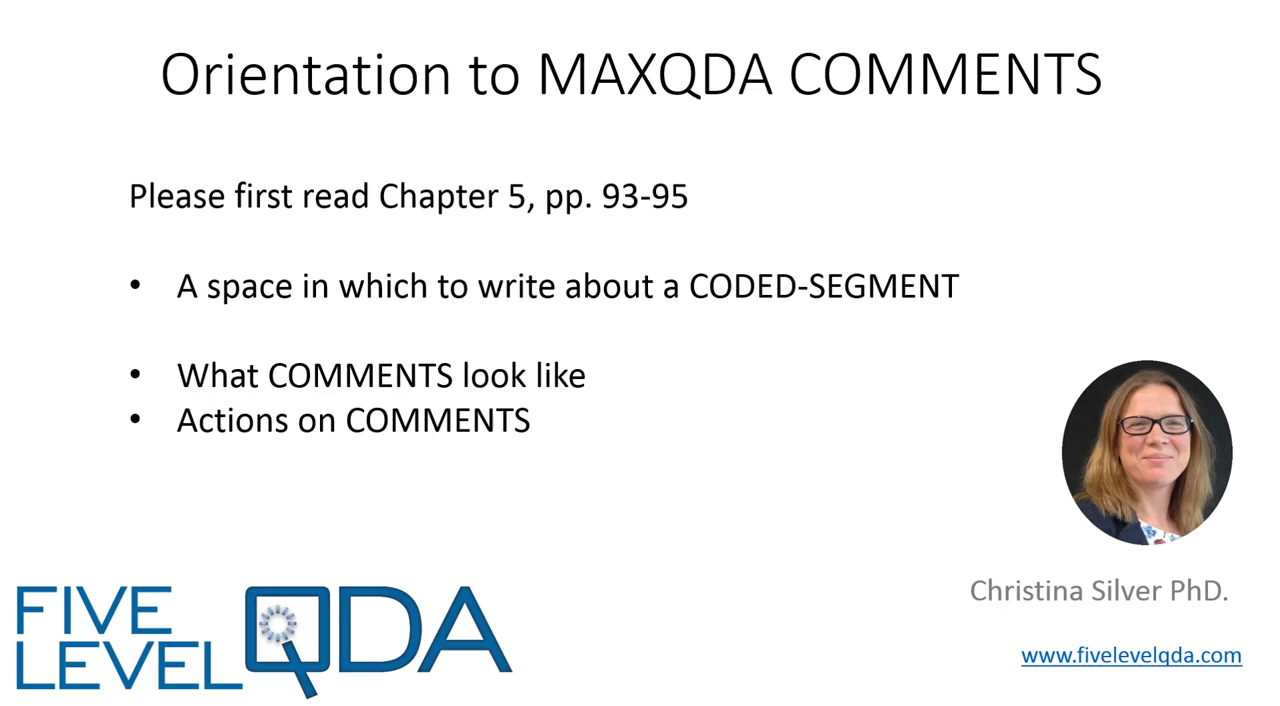 Orientation to MAXQDA COMMENTS
Please first read Chapter 5, pp. 93-95
• A space in which to write about a CODED-SEGMENT
• What COMMENTS look like
• Actions on COMMENTS
Christina Silver PhD.
www.fivelevelqda.com
FIVE
LEVEL QDA